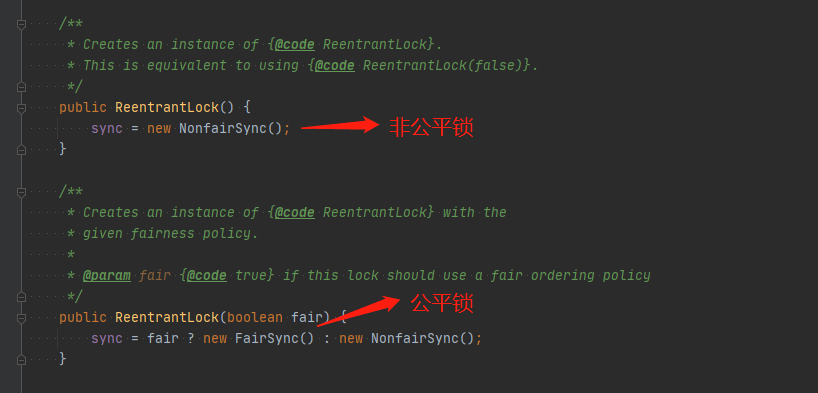 /**
* Creates an instance of {@code ReentrantLock}.
* This is equivalent to using {@code ReentrantLock(false)}.
*/
public ReentrantLock() {
sync = new NonfairSync(); 非公平锁
}
/**
* Creates an instance of {@code ReentrantLock} with the
* given fairness policy.
*
* @param fair {@code true} if this lock should use a fair ordering policy
*/ 公平锁
public ReentrantLock(boolean fair) {
sync = fair ? new FairSync() : new NonfairSync();
}